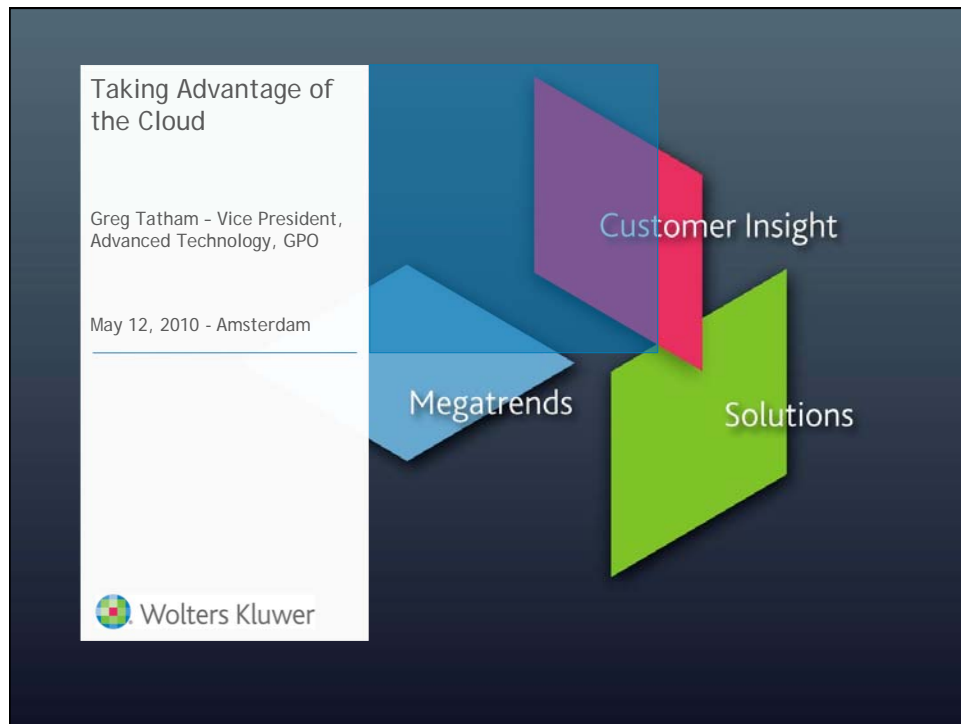 Taking Advantage of
the Cloud
Greg Tatham – Vice President,
Advanced Technology, GPO
May 12, 2010 - Amsterdam
Customer Insight
Megatrends
Solutions
Wolters Kluwer